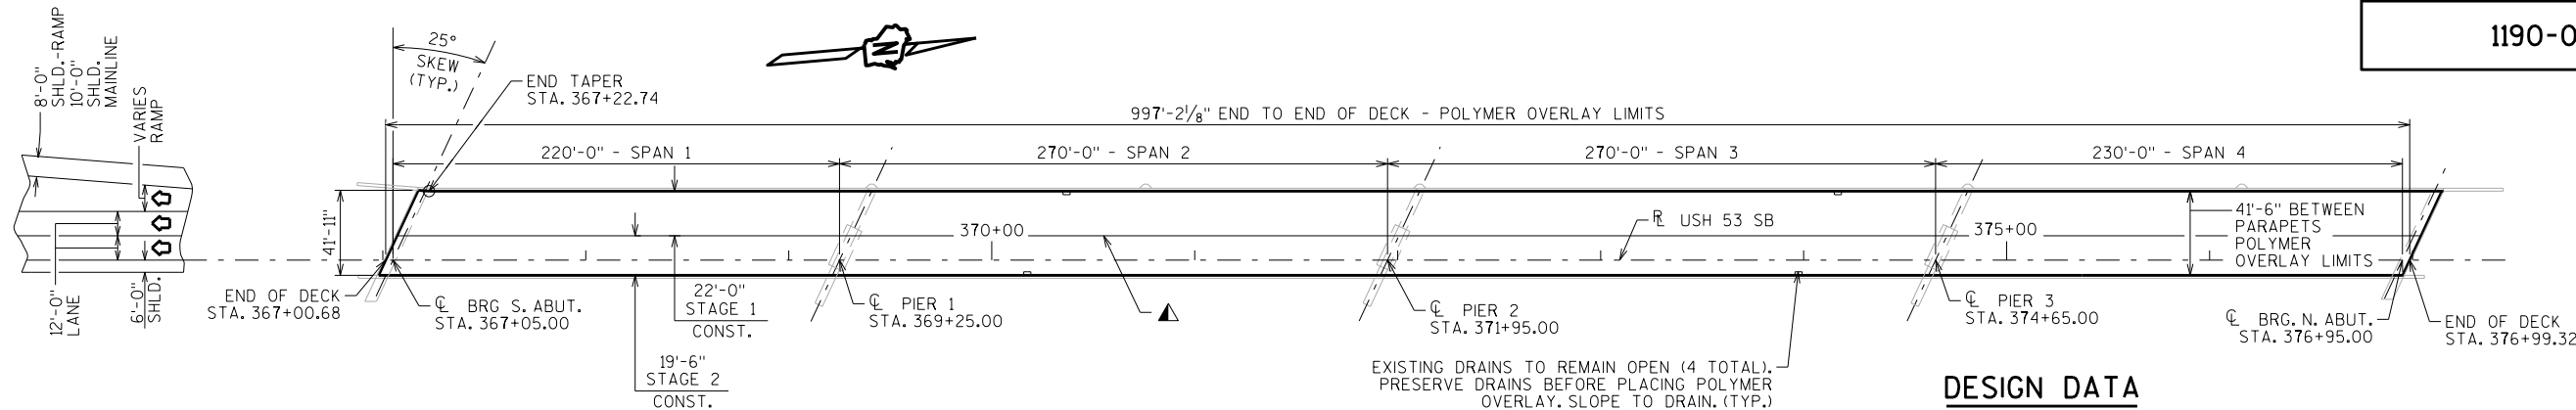 1190-0
8'-0"
SHLD.-RAMP
10'-0"
SHLD.
MAINLINE
VARIES
RAMP
12'-0"
LANE
6'-0"
SHLD.
25°
SKEW
(TYP.)
END TAPER
STA. 367+22.74
N
997'-2⅛" END TO END OF DECK - POLYMER OVERLAY LIMITS
220'-0" - SPAN 1
270'-0" - SPAN 2
270'-0" - SPAN 3
230'-0" - SPAN 4
41'-11"
370+00
℄ USH 53 SB
375+00
41'-6" BETWEEN
PARAPETS
POLYMER
OVERLAY LIMITS
END OF DECK
STA. 367+00.68
℄ BRG S. ABUT.
STA. 367+05.00
22'-0"
STAGE 1
CONST.
19'-6"
STAGE 2
CONST.
℄ PIER 1
STA. 369+25.00
℄ PIER 2
STA. 371+95.00
℄ PIER 3
STA. 374+65.00
℄ BRG. N. ABUT.
STA. 376+95.00
END OF DECK
STA. 376+99.32
EXISTING DRAINS TO REMAIN OPEN (4 TOTAL).
PRESERVE DRAINS BEFORE PLACING POLYMER
OVERLAY. SLOPE TO DRAIN. (TYP.)
DESIGN DATA